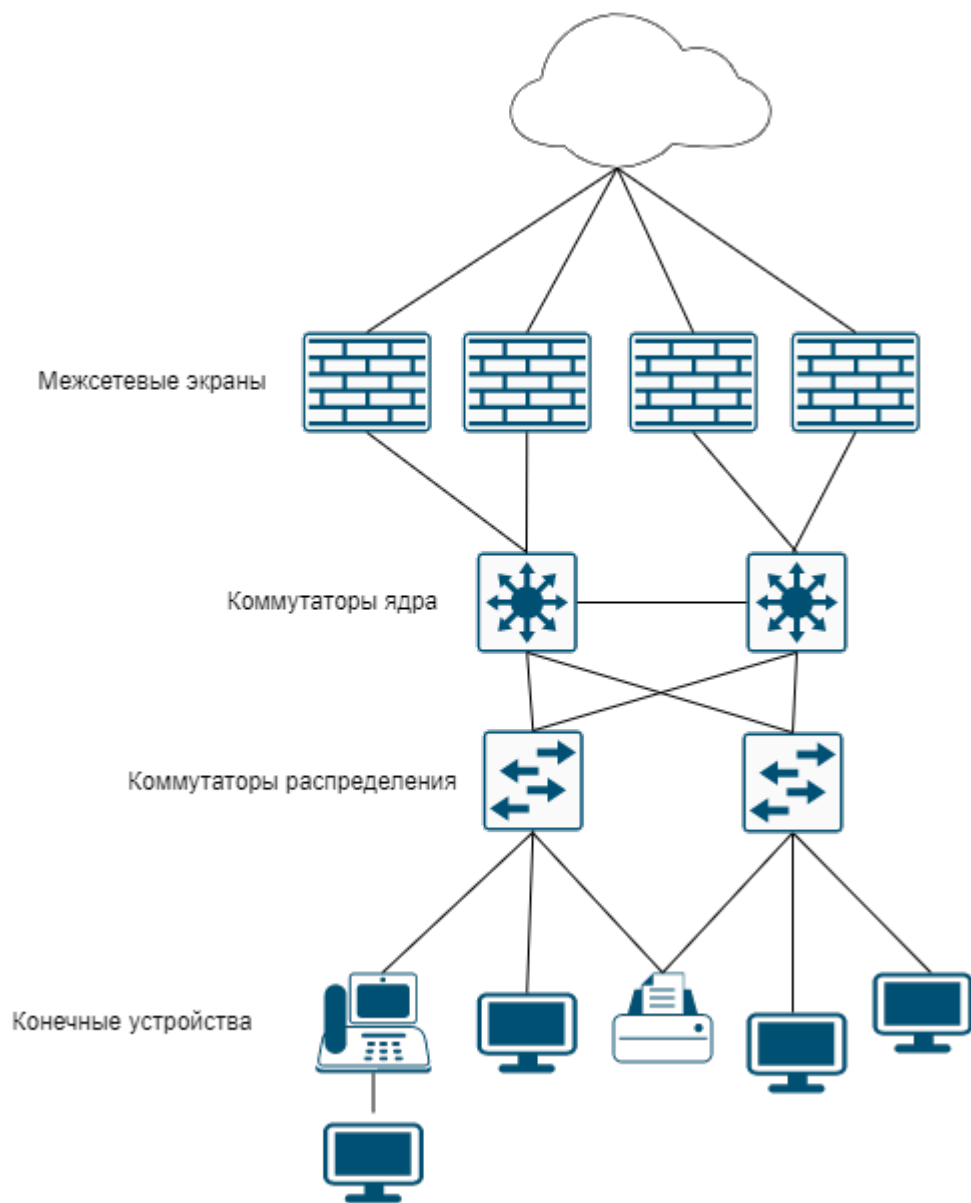 Межсетевые экраны
Коммутаторы ядра
Коммутаторы распределения
Конечные устройства